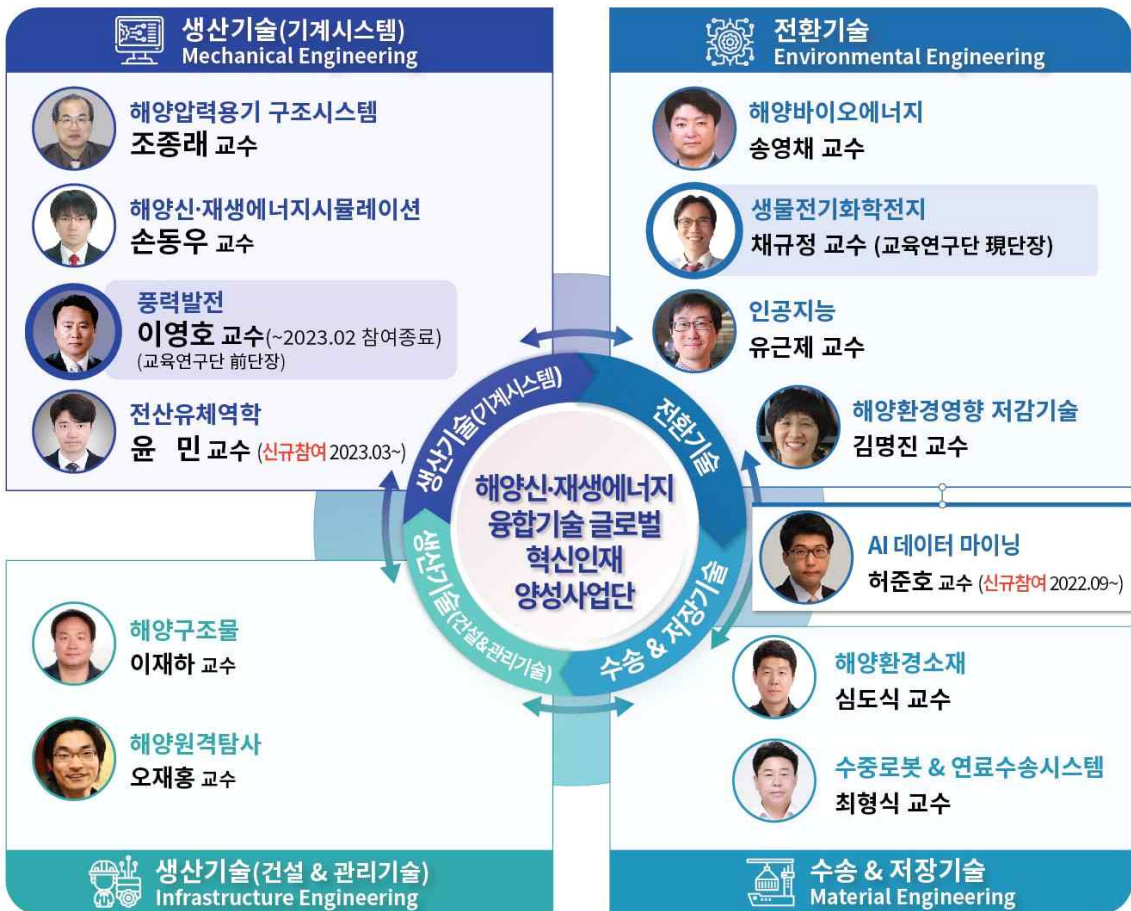 생산기술(기계시스템)
Mechanical Engineering
해양압력용기 구조시스템
조종래 교수
해양신·재생에너지시뮬레이션
손동우 교수
풍력발전
이영호 교수(~2023.02 참여종료)
(교육연구단 前단장)
전산유체역학
윤 민 교수 (신규참여 2023.03~)
전환기술
Environmental Engineering
해양바이오에너지
송영채 교수
생물전기화학전지
채규정 교수 (교육연구단 現단장)
인공지능
유근제 교수
해양환경영향 저감기술
김명진 교수
AI 데이터 마이닝
허준호 교수 (신규참여 2022.09~)
생산기술(기계시스템)
전환기술
수송 & 저장기술
생산기술(건설&관리기술)
해양신·재생에너지
융합기술 글로벌
혁신인재
양성사업단
해양구조물
이재하 교수
해양원격탐사
오재홍 교수
생산기술(건설 & 관리기술)
Infrastructure Engineering
해양환경소재
심도식 교수
수중로봇 & 연료수송시스템
최형식 교수
수송 & 저장기술
Material Engineering